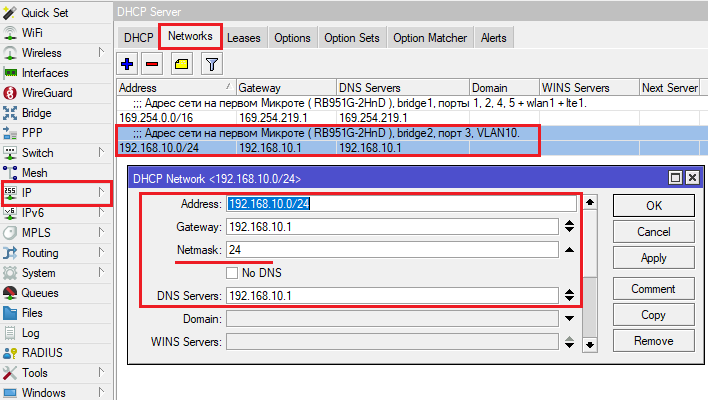 Quick Set
WiFi
Wireless
Interfaces
WireGuard
Bridge
PPP
Switch
Mesh
255 IP
v6 IPv6
MPLS
Routing
System
Queues
Files
Log
RADIUS
Tools
Windows
DHCP Server
DHCP Networks Leases Options Option Sets Option Matcher Alerts
Address / Gateway DNS Servers Domain WINS Servers Next Server
;;; Адрес сети на первом Микроте ( RB951G-2HnD ), bridge1, порты 1, 2, 4, 5 + wlan1 + lte1.
169.254.0.0/16 169.254.219.1 169.254.219.1
;;; Адрес сети на первом Микроте ( RB951G-2HnD ), bridge2, порт 3, VLAN10.
192.168.10.0/24 192.168.10.1 192.168.10.1
DHCP Network <192.168.10.0/24>
Address: 192.168.10.0/24
Gateway: 192.168.10.1
Netmask: 24
No DNS
DNS Servers: 192.168.10.1
Domain:
WINS Servers:
OK
Cancel
Apply
Comment
Copy
Remove